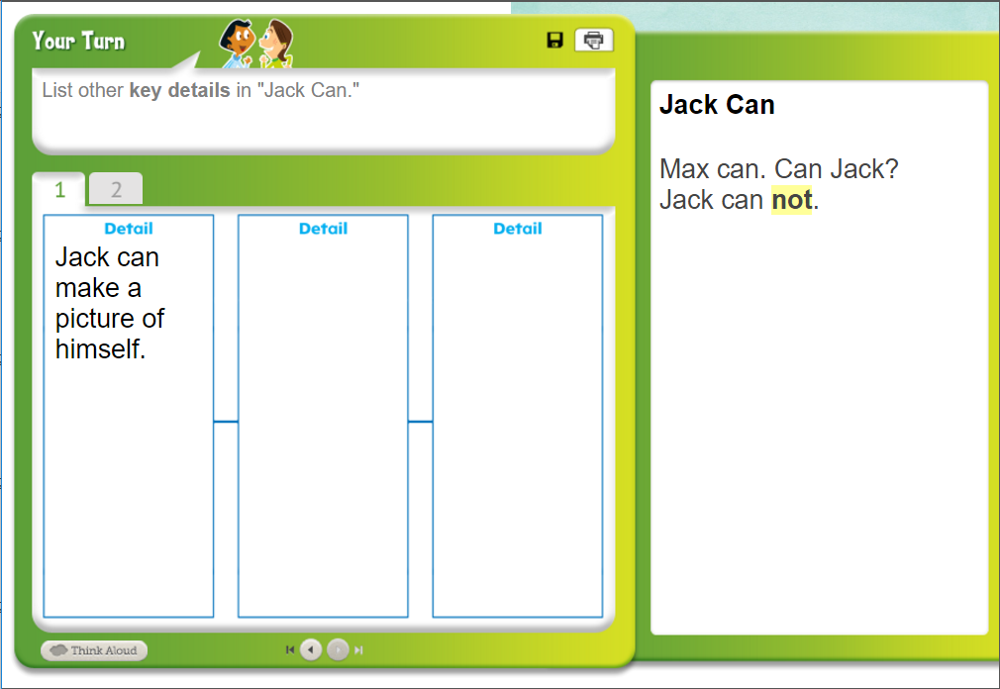 Your Turn
List other key details in "Jack Can."
1
2
Detail
Jack can
make a
picture of
himself.
Detail
Detail
Think Aloud
Jack Can
Max can. Can Jack?
Jack can not.